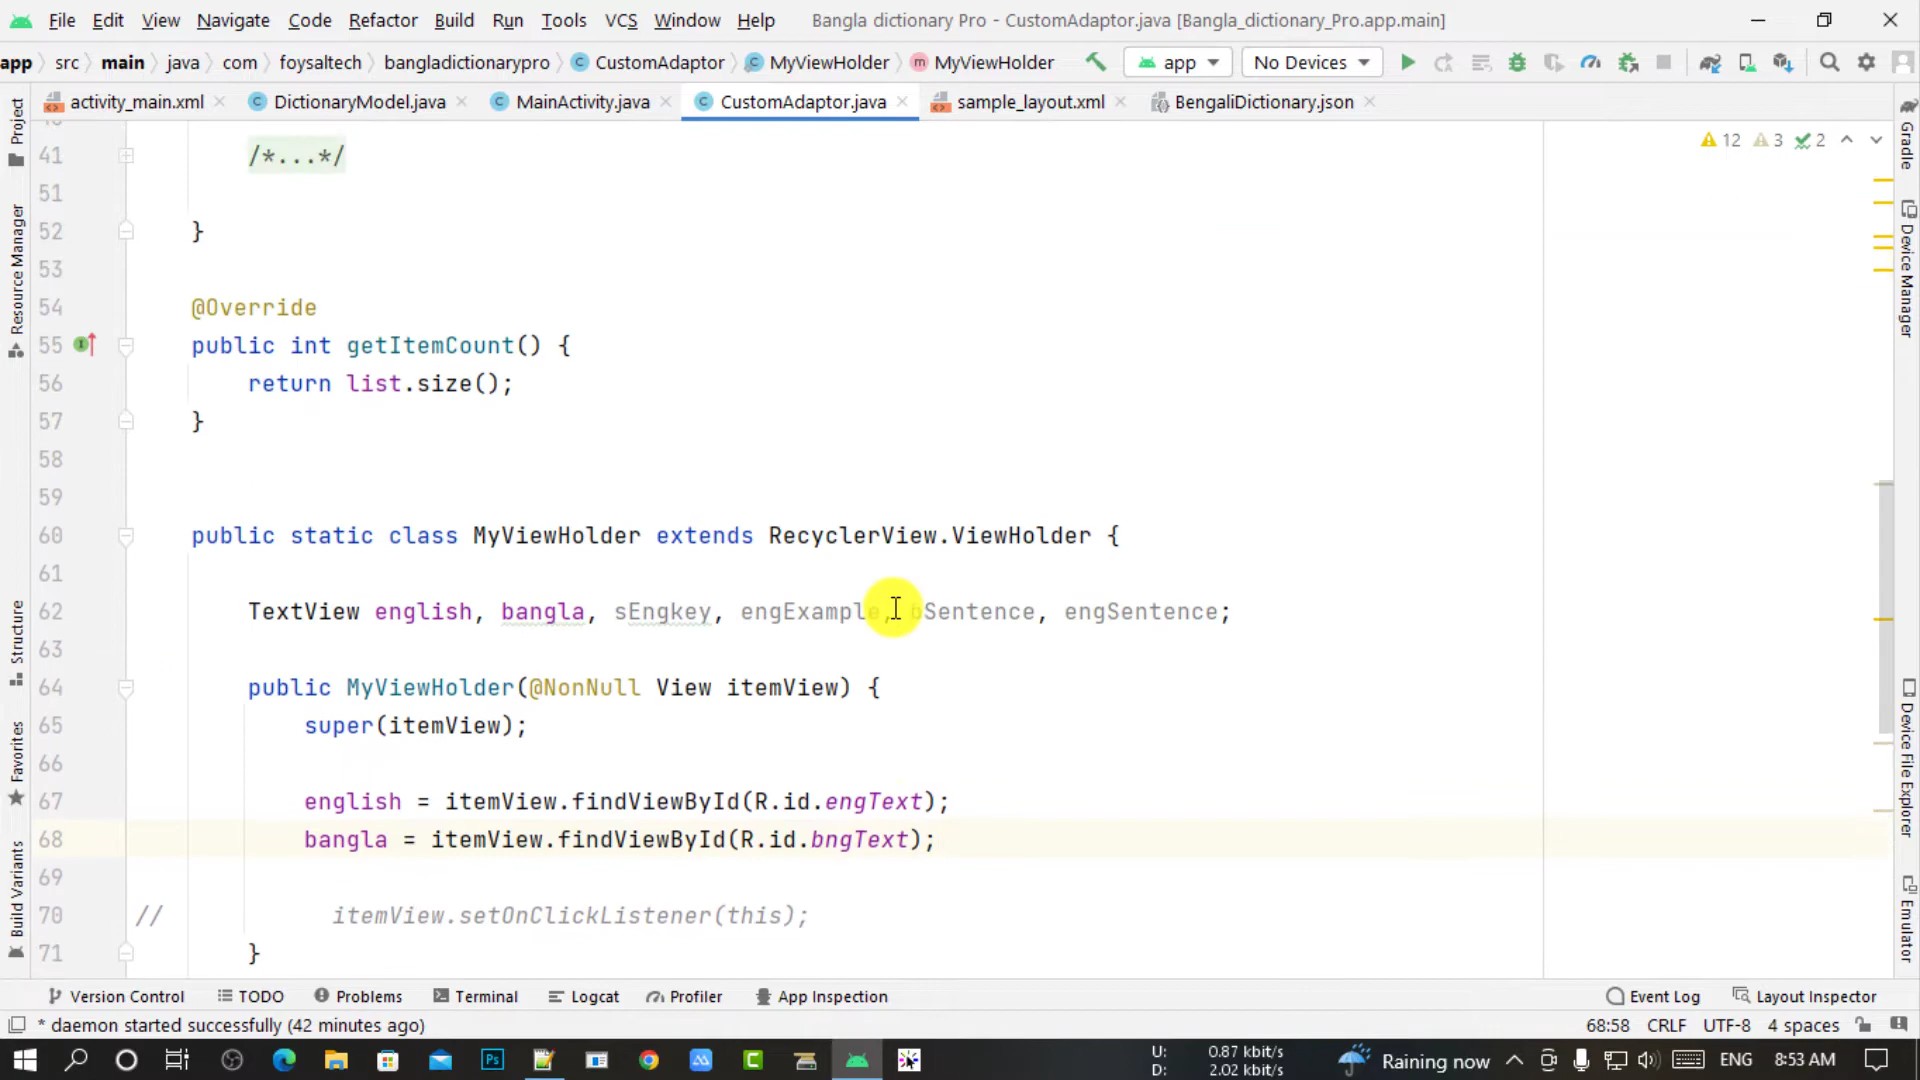 File Edit View Navigate Code Refactor Build Run Tools VCS Window Help Bangla dictionary Pro - CustomAdaptor.java [Bangla_dictionary_Pro.app.main]
app src main java com foysaltech bangladictionarypro CustomAdaptor MyViewHolder MyViewHolder app No Devices
activity_main.xml DictionaryModel.java MainActivity.java CustomAdaptor.java sample_layout.xml BengaliDictionary.json
12 3 2
41 /*...*/
51
52 }
53
54 @Override
55 public int getItemCount() {
56 return list.size();
57 }
58
59
60 public static class MyViewHolder extends RecyclerView.ViewHolder {
61
62 TextView english, bangla, sEngkey, engExample, bSentence, engSentence;
63
64 public MyViewHolder(@NonNull View itemView) {
65 super(itemView);
66
67 english = itemView.findViewById(R.id.engText);
68 bangla = itemView.findViewById(R.id.bngText);
69
70 // itemView.setOnClickListener(this);
71 }
Project
Resource Manager
Structure
Favorites
Build Variants
Gradle
Device Manager
Device File Explorer
Emulator
Version Control TODO Problems Terminal Logcat Profiler App Inspection Event Log Layout Inspector
* daemon started successfully (42 minutes ago) 68:58 CRLF UTF-8 4 spaces
U: 0.87 kbit/s
D: 2.02 kbit/s
Raining now ENG 8:53 AM